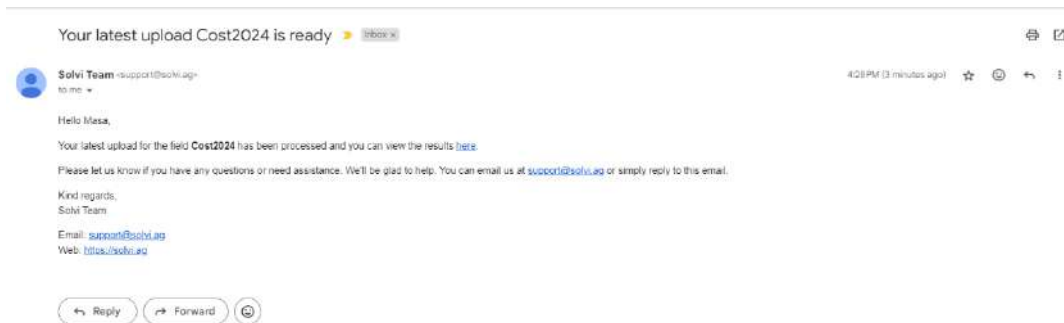 Your latest upload Cost2024 is ready
Inbox ×
Solvi Team <support@solvi.ag>
4:28 PM (3 minutes ago)
to me
Hello Masa,
Your latest upload for the field Cost2024 has been processed and you can view the results here.
Please let us know if you have any questions or need assistance. We'll be glad to help. You can email us at support@solvi.ag or simply reply to this email.
Kind regards,
Solvi Team
Email: support@solvi.ag
Web: https://solvi.ag
Reply
Forward